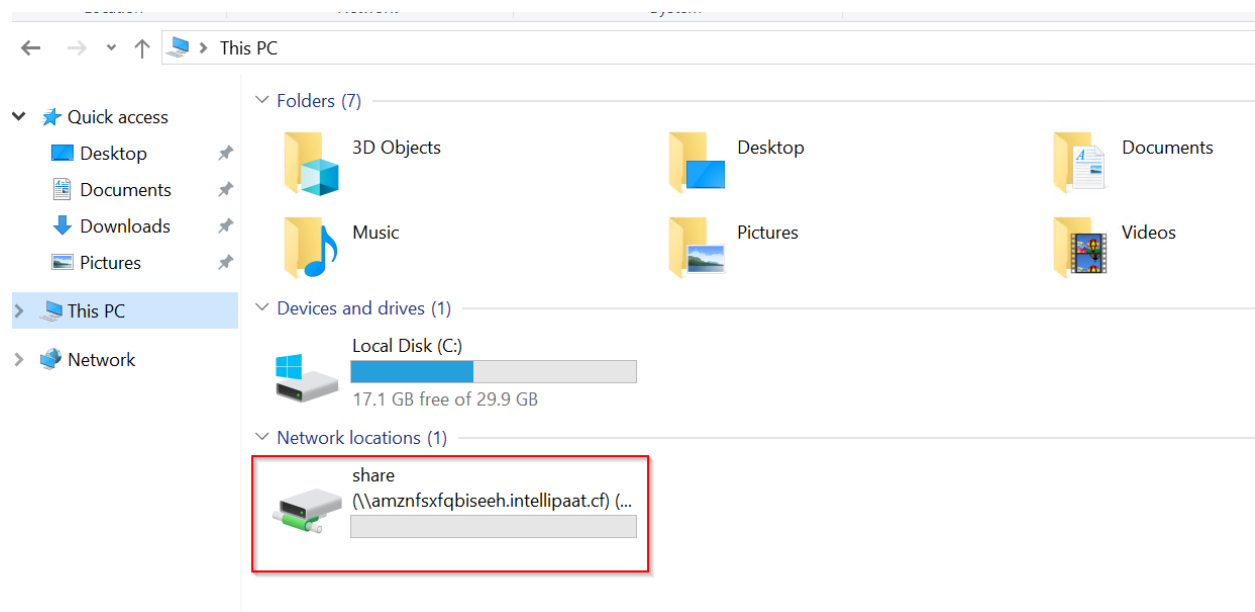 This PC
Quick access
Desktop
Documents
Downloads
Pictures
This PC
Network
Folders (7)
3D Objects
Desktop
Documents
Music
Pictures
Videos
Devices and drives (1)
Local Disk (C:)
17.1 GB free of 29.9 GB
Network locations (1)
share
(\\amznfsxfqbiseeh.intellipaat.cf) (...